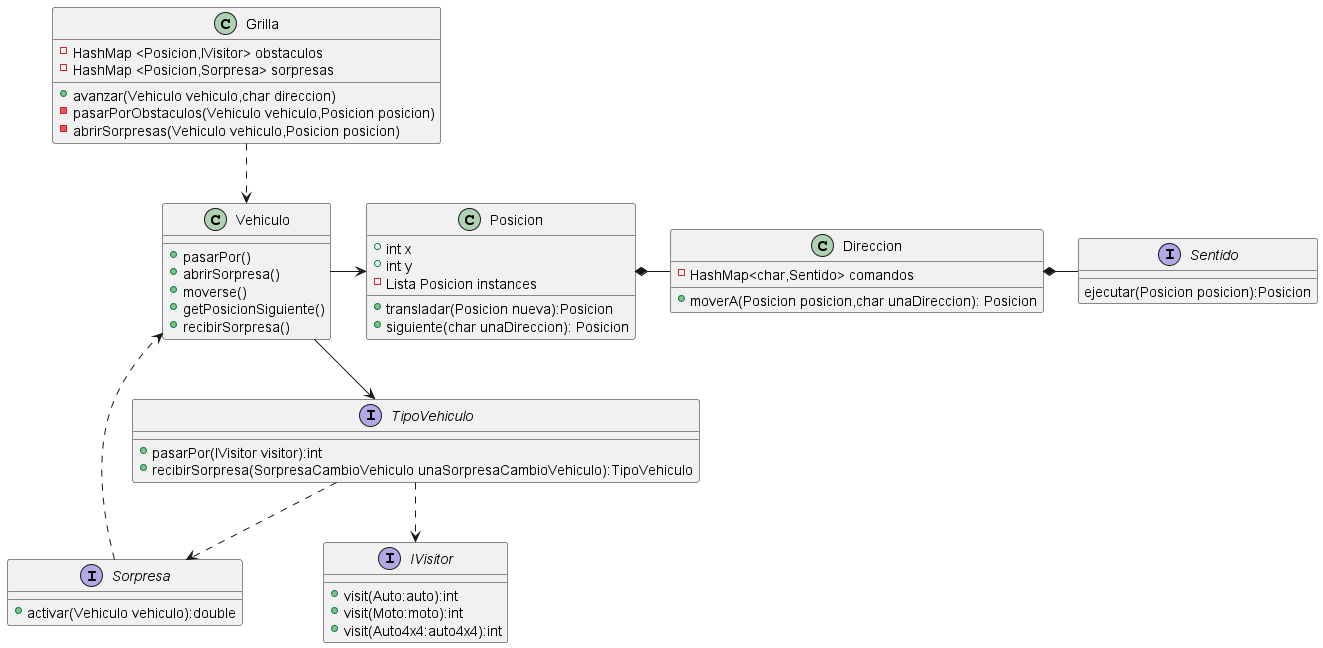 C Grilla
HashMap <Posicion,IVisitor> obstaculos
HashMap <Posicion,Sorpresa> sorpresas
avanzar(Vehiculo vehiculo,char direccion)
pasarPorObstaculos(Vehiculo vehiculo,Posicion posicion)
abrirSorpresas(Vehiculo vehiculo,Posicion posicion)
C Vehiculo
pasarPor()
abrirSorpresa()
moverse()
getPosicionSiguiente()
recibirSorpresa()
C Posicion
int x
int y
Lista Posicion instances
transladar(Posicion nueva):Posicion
siguiente(char unaDireccion): Posicion
C Direccion
HashMap<char,Sentido> comandos
moverA(Posicion posicion,char unaDireccion): Posicion
I Sentido
ejecutar(Posicion posicion):Posicion
I TipoVehiculo
pasarPor(IVisitor visitor):int
recibirSorpresa(SorpresaCambioVehiculo unaSorpresaCambioVehiculo):TipoVehiculo
I Sorpresa
activar(Vehiculo vehiculo):double
I IVisitor
visit(Auto:auto):int
visit(Moto:moto):int
visit(Auto4x4:auto4x4):int